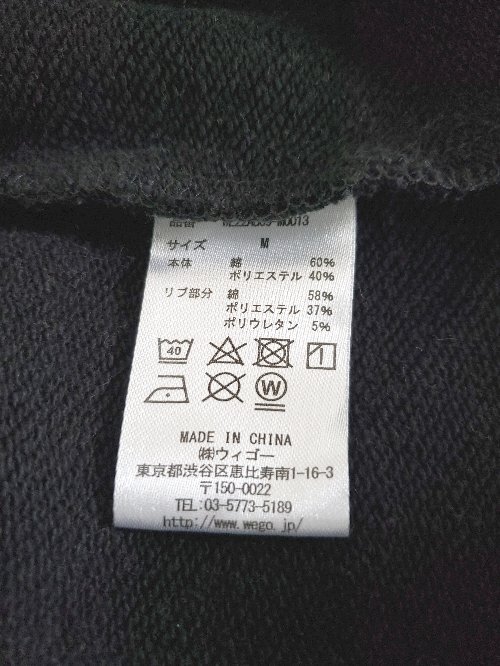 サイズ M
本体 綿 60%
ポリエステル 40%
リブ部分 綿 58%
ポリエステル 37%
ポリウレタン 5%
40
W
MADE IN CHINA
㈱ウィゴー
東京都渋谷区恵比寿南1-16-3
〒150-0022
TEL:03-5773-5189
http://www.wego.jp/